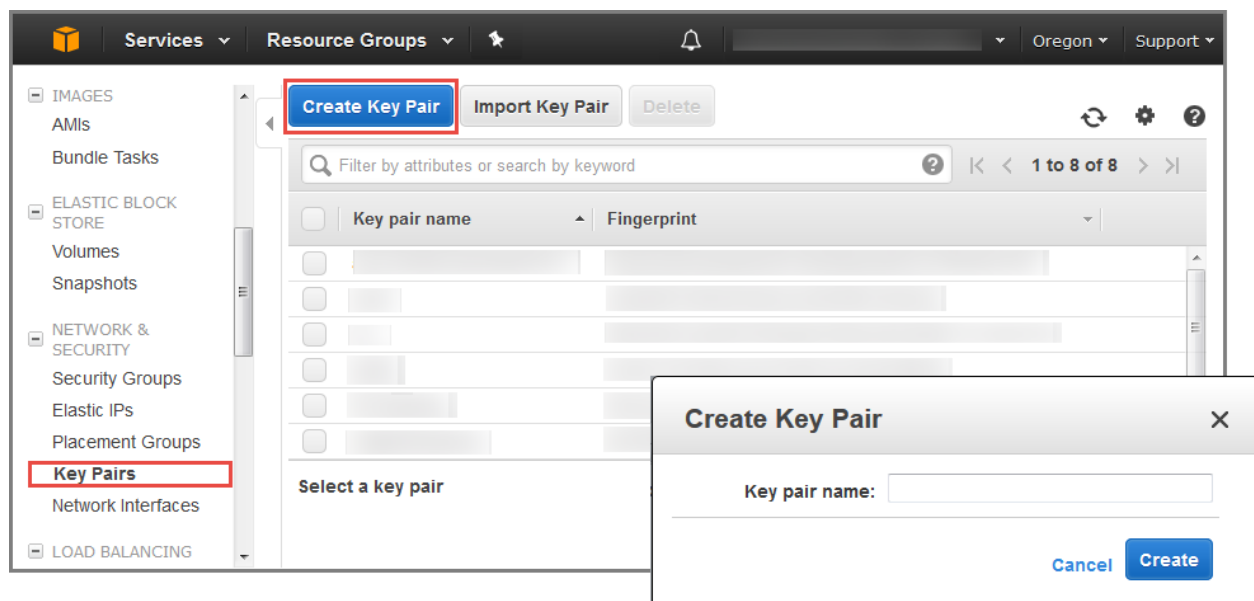 Services Resource Groups Oregon Support
IMAGES
AMIs
Bundle Tasks
ELASTIC BLOCK
STORE
Volumes
Snapshots
NETWORK &
SECURITY
Security Groups
Elastic IPs
Placement Groups
Key Pairs
Network Interfaces
LOAD BALANCING
Create Key Pair Import Key Pair Delete
Filter by attributes or search by keyword
1 to 8 of 8
Key pair name Fingerprint
Select a key pair
Create Key Pair
Key pair name:
Cancel Create